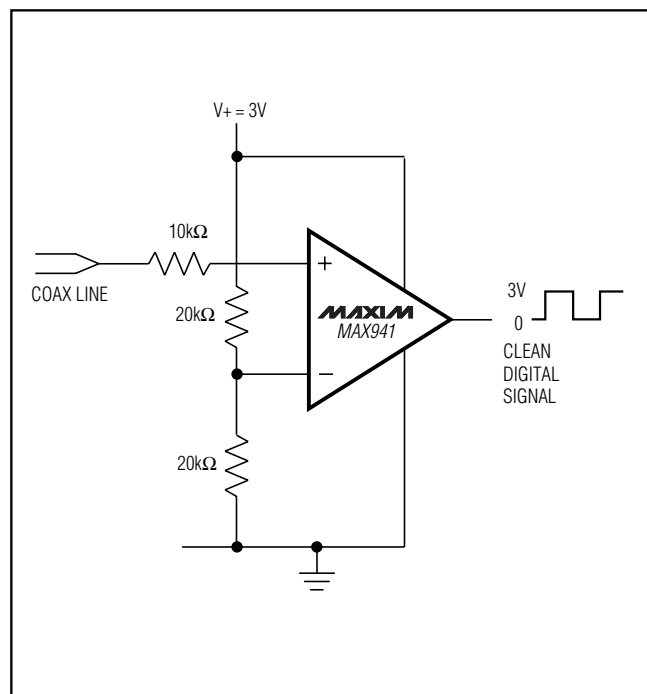 V+ = 3V
10kΩ
COAX LINE
20kΩ
+
MAXIM
MAX941
−
20kΩ
3V
0
CLEAN
DIGITAL
SIGNAL